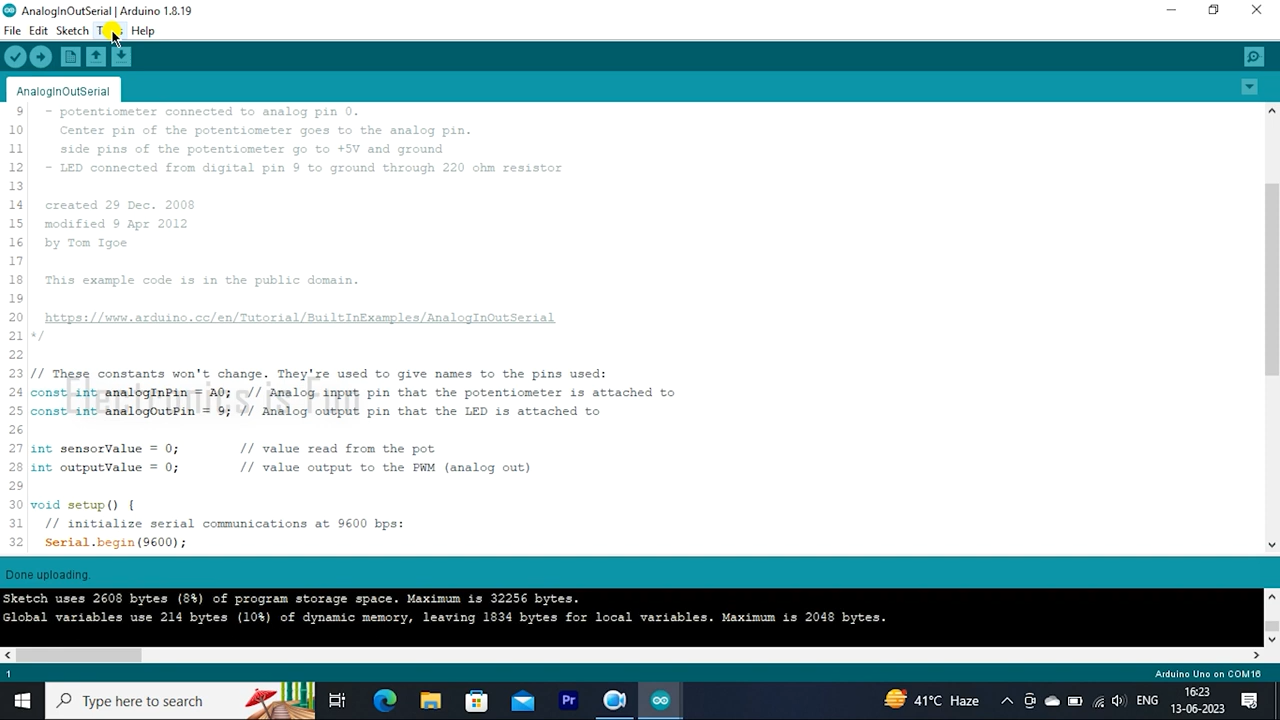 AnalogInOutSerial | Arduino 1.8.19
File Edit Sketch Help
AnalogInOutSerial
9 - potentiometer connected to analog pin 0.
10 Center pin of the potentiometer goes to the analog pin.
11 side pins of the potentiometer go to +5V and ground
12 - LED connected from digital pin 9 to ground through 220 ohm resistor
13
14 created 29 Dec. 2008
15 modified 9 Apr 2012
16 by Tom Igoe
17
18 This example code is in the public domain.
19
20 https://www.arduino.cc/en/Tutorial/BuiltInExamples/AnalogInOutSerial
21 */
22
23 // These constants won't change. They're used to give names to the pins used:
24 const int analogInPin = A0; // Analog input pin that the potentiometer is attached to
Electronics is Fun
25 const int analogOutPin = 9; // Analog output pin that the LED is attached to
26
27 int sensorValue = 0; // value read from the pot
28 int outputValue = 0; // value output to the PWM (analog out)
29
30 void setup() {
31 // initialize serial communications at 9600 bps:
32 Serial.begin(9600);
Done uploading.
Sketch uses 2608 bytes (8%) of program storage space. Maximum is 32256 bytes.
Global variables use 214 bytes (10%) of dynamic memory, leaving 1834 bytes for local variables. Maximum is 2048 bytes.
1 Arduino Uno on COM16
Type here to search
Pr
41°C Haze
ENG
16:23
13-06-2023